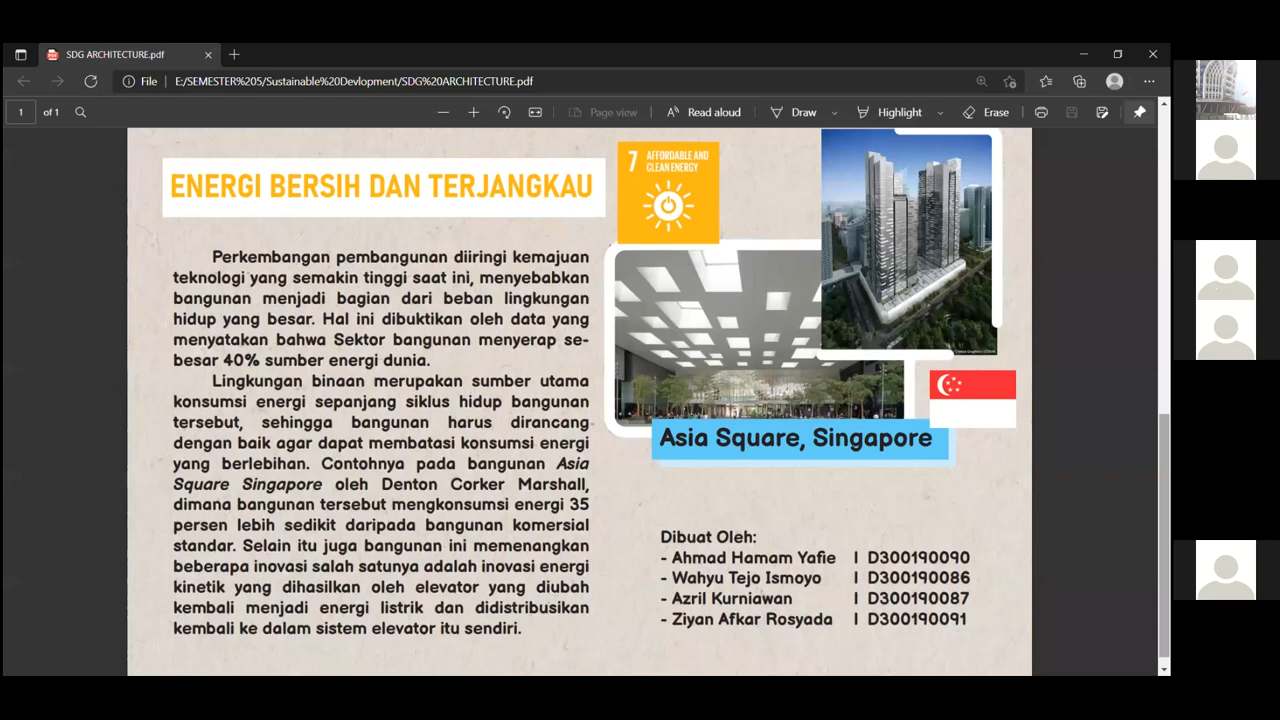 SDG ARCHITECTURE.pdf
File
E:/SEMESTER%205/Sustainable%20Devlopment/SDG%20ARCHITECTURE.pdf
1
of 1
Page view
Read aloud
Draw
Highlight
Erase
ENERGI BERSIH DAN TERJANGKAU
7 AFFORDABLE AND
CLEAN ENERGY
Perkembangan pembangunan diiringi kemajuan
teknologi yang semakin tinggi saat ini, menyebabkan
bangunan menjadi bagian dari beban lingkungan
hidup yang besar. Hal ini dibuktikan oleh data yang
menyatakan bahwa Sektor bangunan menyerap se-
besar 40% sumber energi dunia.
Lingkungan binaan merupakan sumber utama
konsumsi energi sepanjang siklus hidup bangunan
tersebut, sehingga bangunan harus dirancang
dengan baik agar dapat membatasi konsumsi energi
yang berlebihan. Contohnya pada bangunan Asia
Square Singapore oleh Denton Corker Marshall,
dimana bangunan tersebut mengkonsumsi energi 35
persen lebih sedikit daripada bangunan komersial
standar. Selain itu juga bangunan ini memenangkan
beberapa inovasi salah satunya adalah inovasi energi
kinetik yang dihasilkan oleh elevator yang diubah
kembali menjadi energi listrik dan didistribusikan
kembali ke dalam sistem elevator itu sendiri.
Asia Square, Singapore
Dibuat Oleh:
- Ahmad Hamam Yafie | D300190090
- Wahyu Tejo Ismoyo | D300190086
- Azril Kurniawan | D300190087
- Ziyan Afkar Rosyada | D300190091